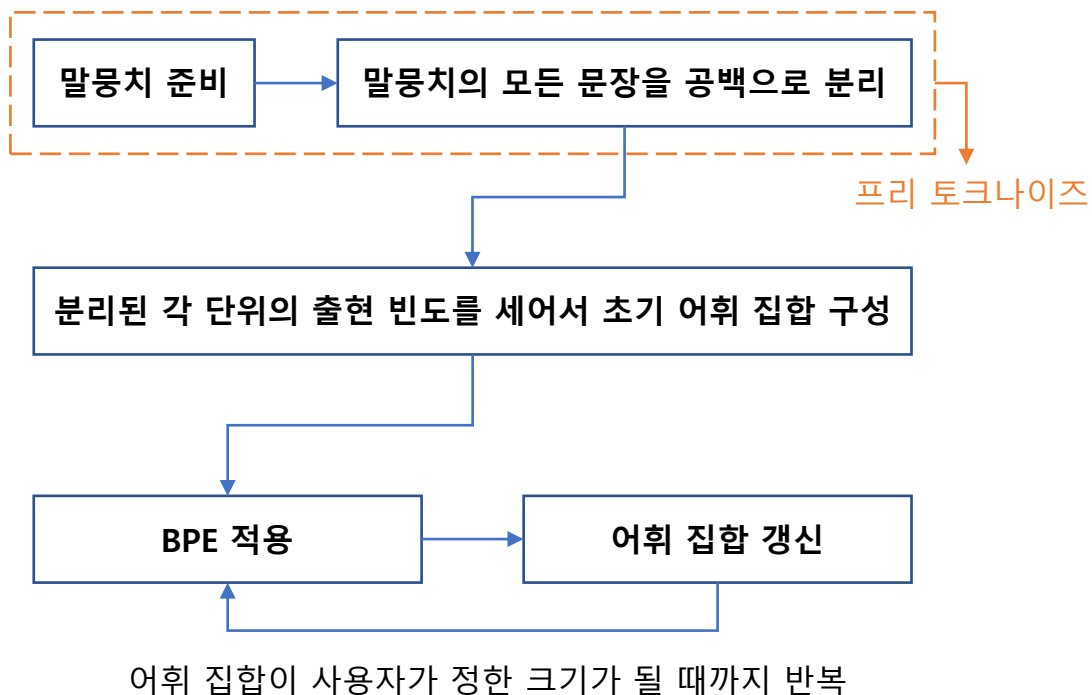 말뭉치 준비
말뭉치의 모든 문장을 공백으로 분리
프리 토크나이즈
분리된 각 단위의 출현 빈도를 세어서 초기 어휘 집합 구성
BPE 적용
어휘 집합 갱신
어휘 집합이 사용자가 정한 크기가 될 때까지 반복